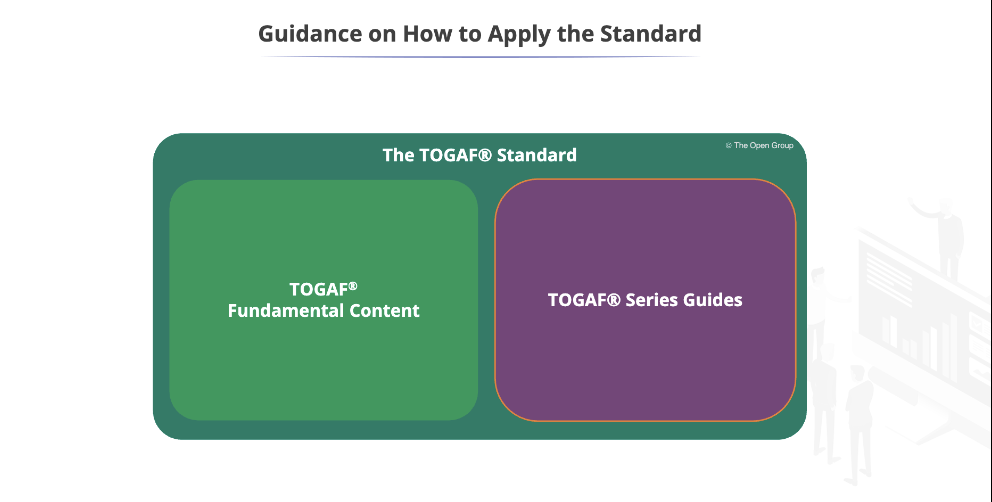 Guidance on How to Apply the Standard
© The Open Group
The TOGAF® Standard
TOGAF®
Fundamental Content
TOGAF® Series Guides